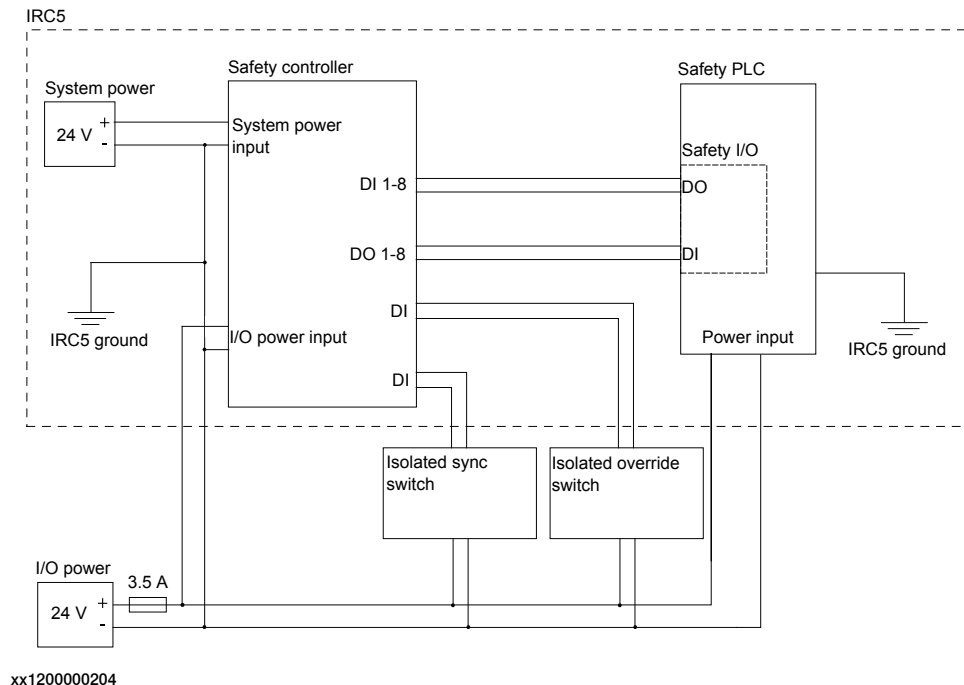 IRC5
Safety controller
Safety PLC
System power
24 V
+
-
System power
input
Safety I/O
DI 1-8
DO
DO 1-8
DI
DI
I/O power input
IRC5 ground
Power input
IRC5 ground
DI
Isolated sync
switch
Isolated override
switch
I/O power
3.5 A
24 V
+
-
xx1200000204